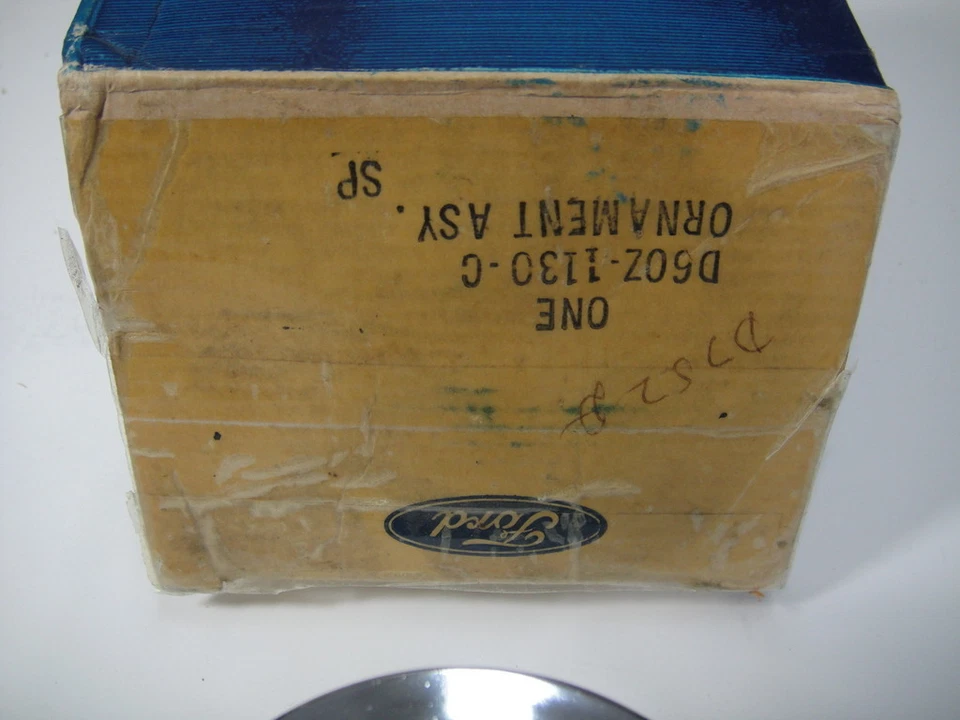 Ford
ONE
D6OZ-1130-C
ORNAMENT ASY.
SP